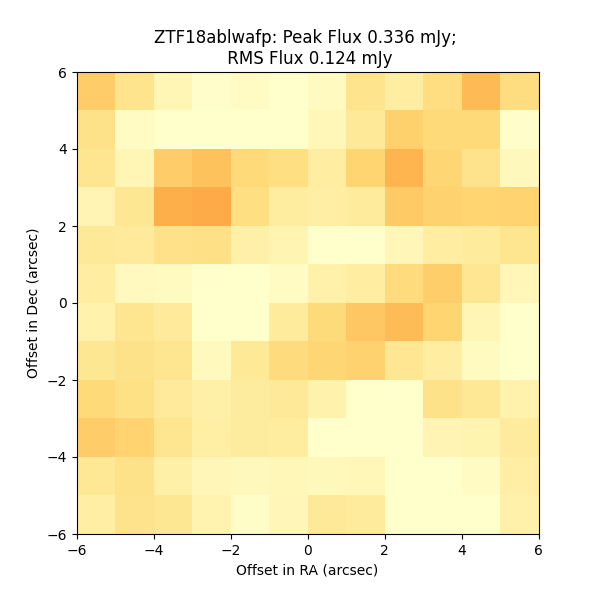 ZTF18ablwafp: Peak Flux 0.336 mJy;
RMS Flux 0.124 mJy
6
4
2
0
−2
−4
−6
Offset in Dec (arcsec)
−6 −4 −2 0 2 4 6
Offset in RA (arcsec)